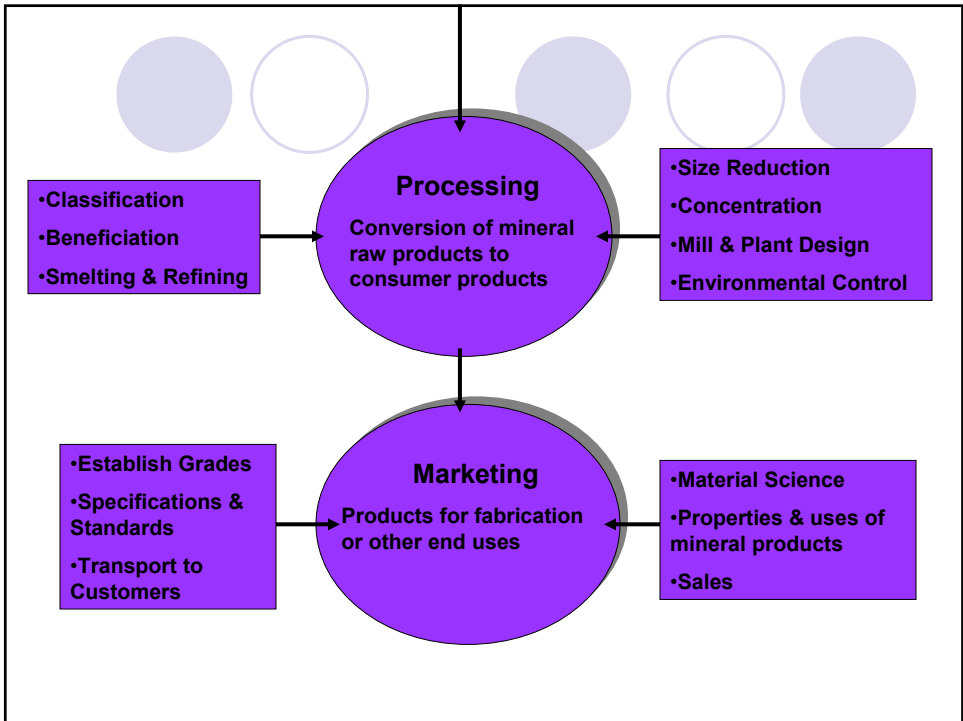 Processing
Conversion of mineral
raw products to
consumer products
•Classification
•Beneficiation
•Smelting & Refining
•Size Reduction
•Concentration
•Mill & Plant Design
•Environmental Control
Marketing
Products for fabrication
or other end uses
•Establish Grades
•Specifications &
Standards
•Transport to
Customers
•Material Science
•Properties & uses of
mineral products
•Sales